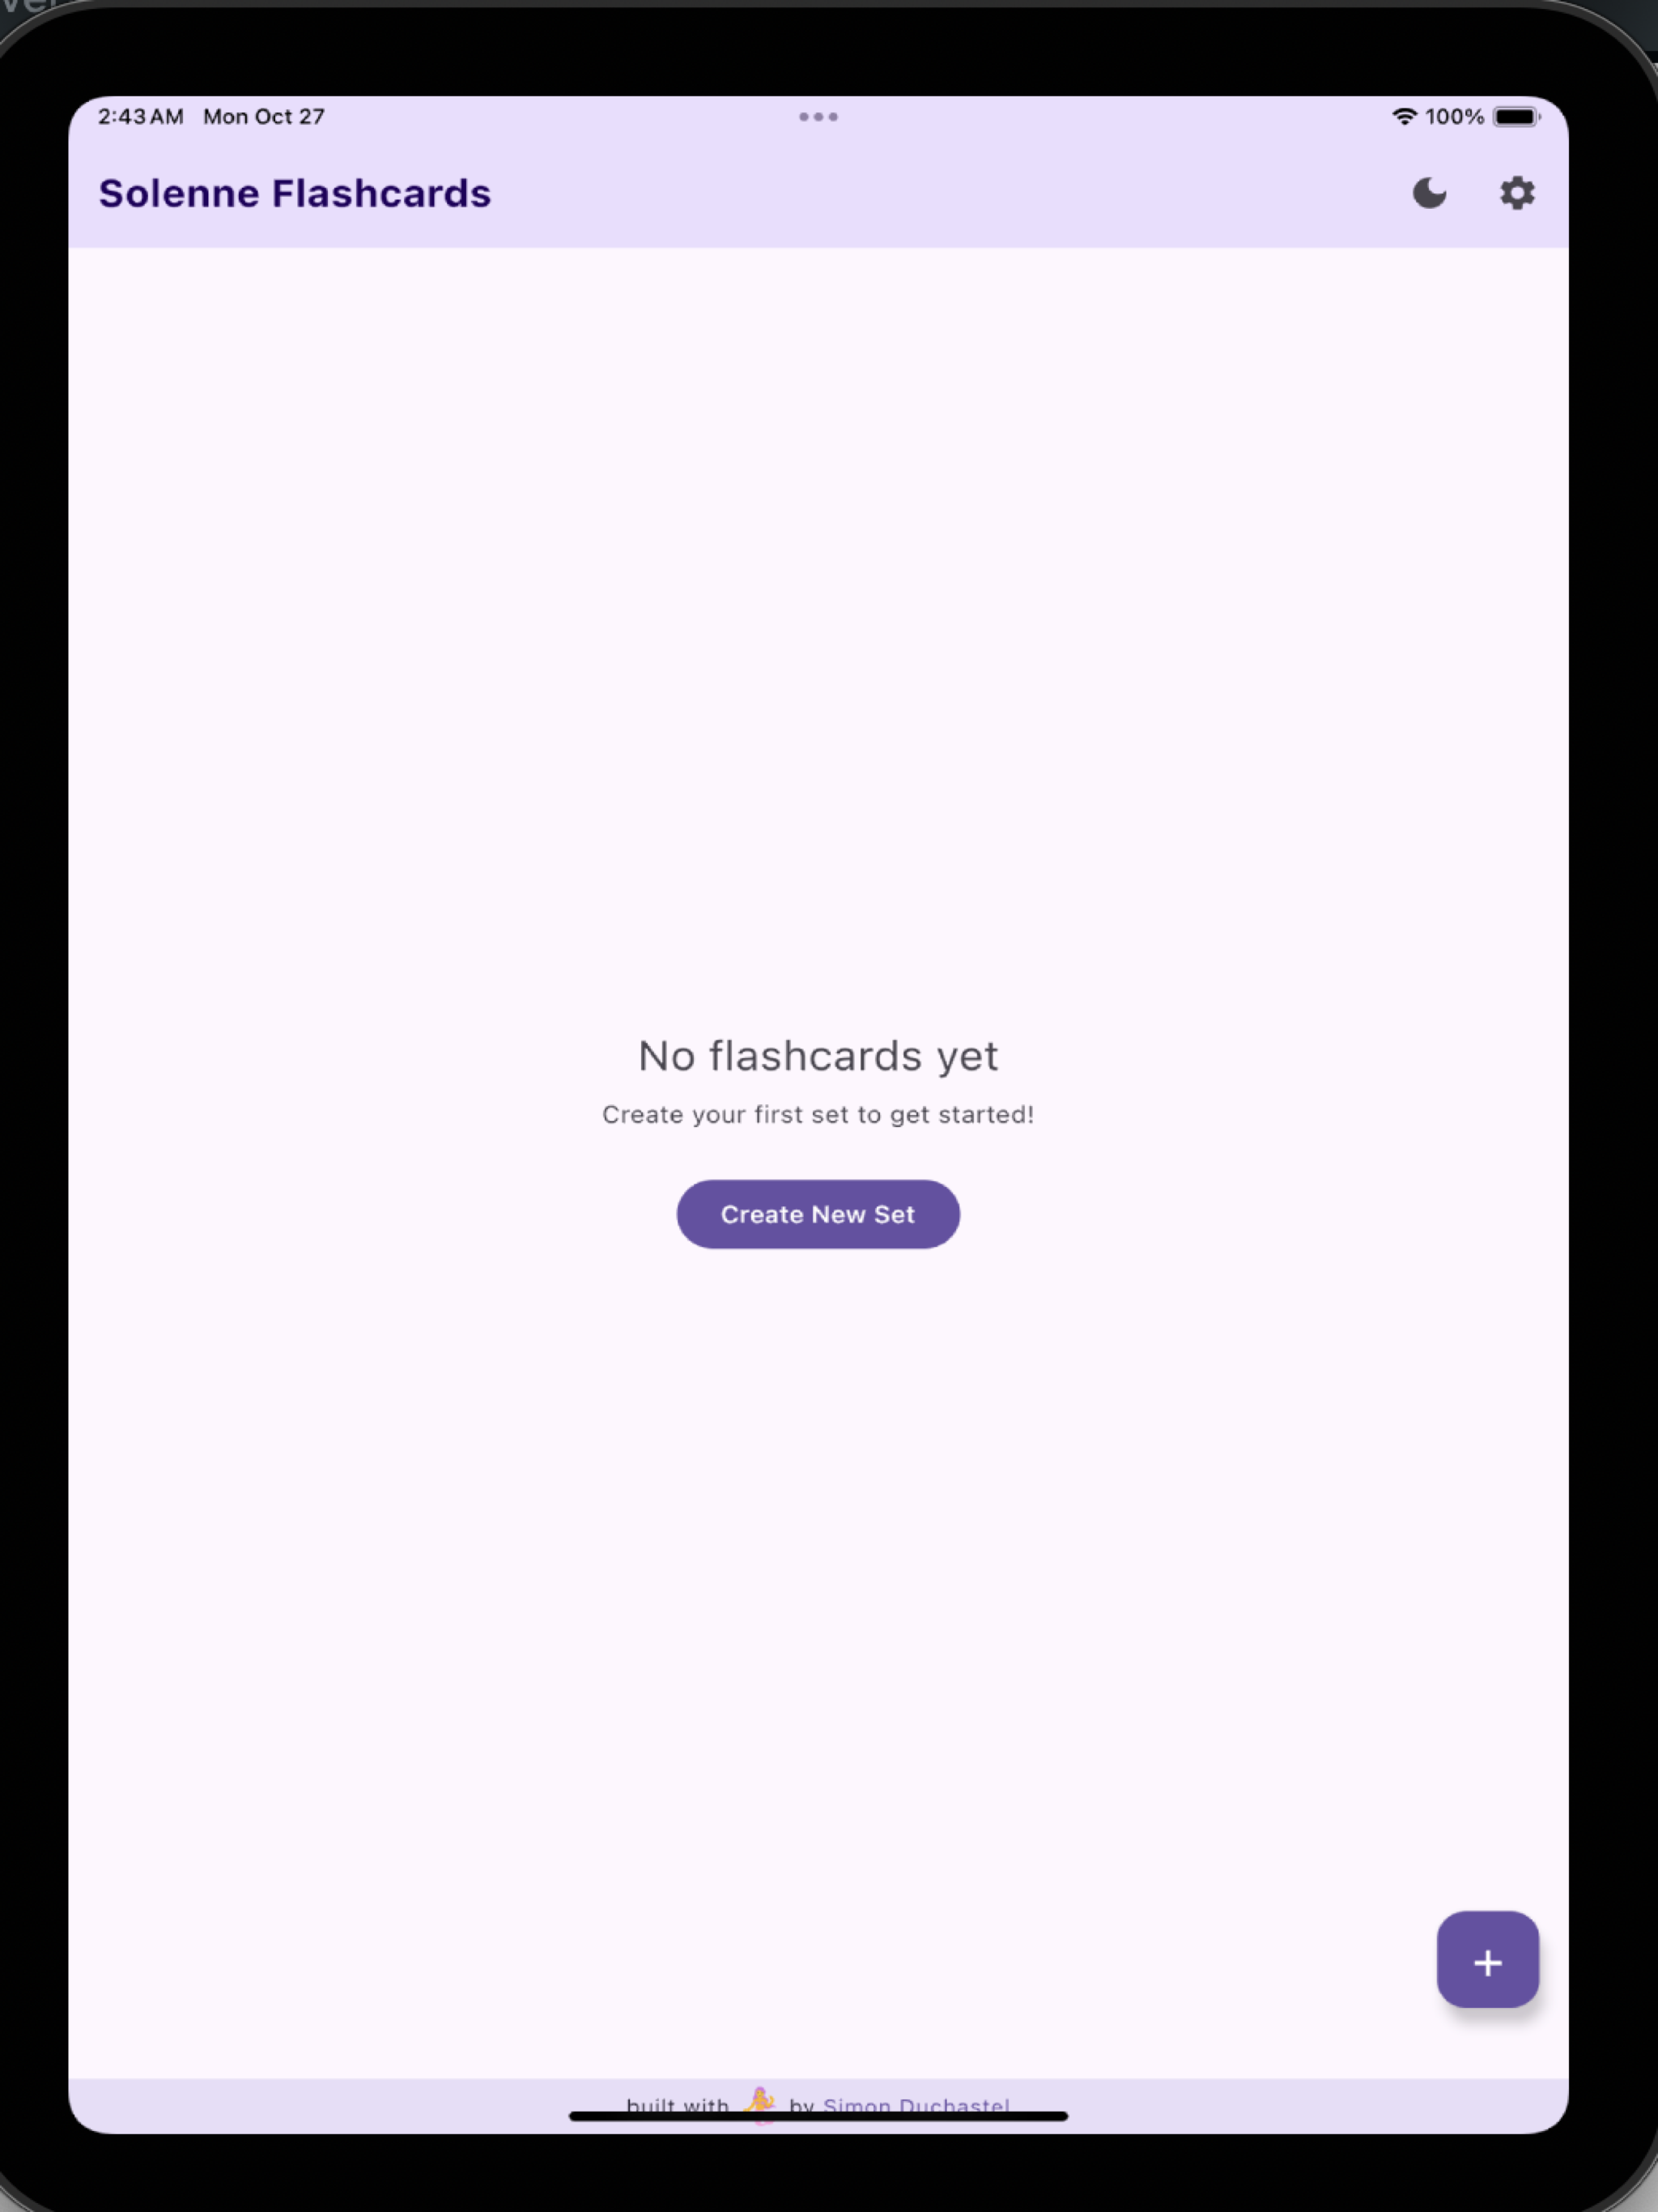 2:43 AM Mon Oct 27
100%
Solenne Flashcards
No flashcards yet
Create your first set to get started!
Create New Set
+
built with 🧜‍♀️ by Simon Duchastel